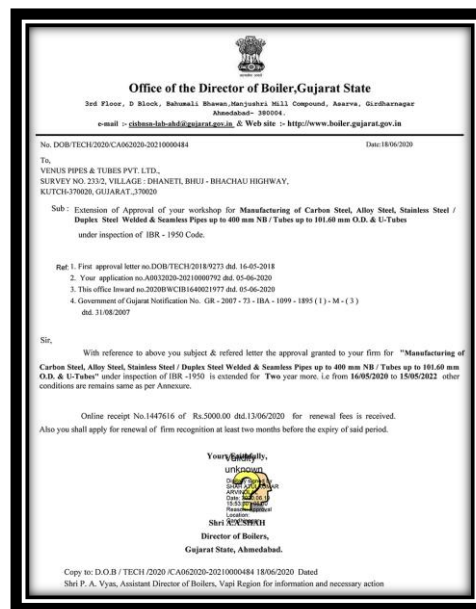 Office of the Director of Boiler,Gujarat State
3rd Floor, D Block, Bahumali Bhawan,Manjushri Mill Compound, Asarva, Girdharnagar
Ahmedabad- 380004.
e-mail :- cisbnsn-lab-ahd@gujarat.gov.in & Web site :- http://www.boiler.gujarat.gov.in
No. DOB/TECH/2020/CA062020-20210000484 Date:18/06/2020
To,
VENUS PIPES & TUBES PVT. LTD.,
SURVEY NO. 233/2, VILLAGE : DHANETI, BHUJ - BHACHAU HIGHWAY,
KUTCH-370020, GUJARAT.,370020
Sub : Extension of Approval of your workshop for Manufacturing of Carbon Steel, Alloy Steel, Stainless Steel /
Duplex Steel Welded & Seamless Pipes up to 400 mm NB / Tubes up to 101.60 mm O.D. & U-Tubes
under inspection of IBR - 1950 Code.
Ref: 1. First approval letter no.DOB/TECH/2018/9273 dtd. 16-05-2018
2. Your application no.A0032020-2021000792 dtd. 05-06-2020
3. This office Inward no.2020BWCIB1640021977 dtd. 05-06-2020
4. Government of Gujarat Notification No. GR - 2007 - 73 - IBA - 1099 - 1895 ( 1 ) - M - ( 3 )
dtd. 31/08/2007
Sir,
With reference to above you subject & refered letter the approval granted to your firm for "Manufacturing of
Carbon Steel, Alloy Steel, Stainless Steel / Duplex Steel Welded & Seamless Pipes up to 400 mm NB / Tubes up to 101.60 mm
O.D. & U-Tubes" under inspection of IBR -1950 is extended for Two year more. i.e from 16/05/2020 to 15/05/2022 other
conditions are remains same as per Annexure.
Online receipt No.1447616 of Rs.5000.00 dtd.13/06/2020 for renewal fees is received.
Also you shall apply for renewal of firm recognition at least two months before the expiry of said period.
Yours Faithfully,
Validity
unknown
ARVIND
Date:
Reason: Approval
Location:
Shri A.A.SHAH
Director of Boilers,
Gujarat State, Ahmedabad.
Copy to: D.O.B / TECH /2020 /CA062020-20210000484 18/06/2020 Dated
Shri P. A. Vyas, Assistant Director of Boilers, Vapi Region for information and necessary action